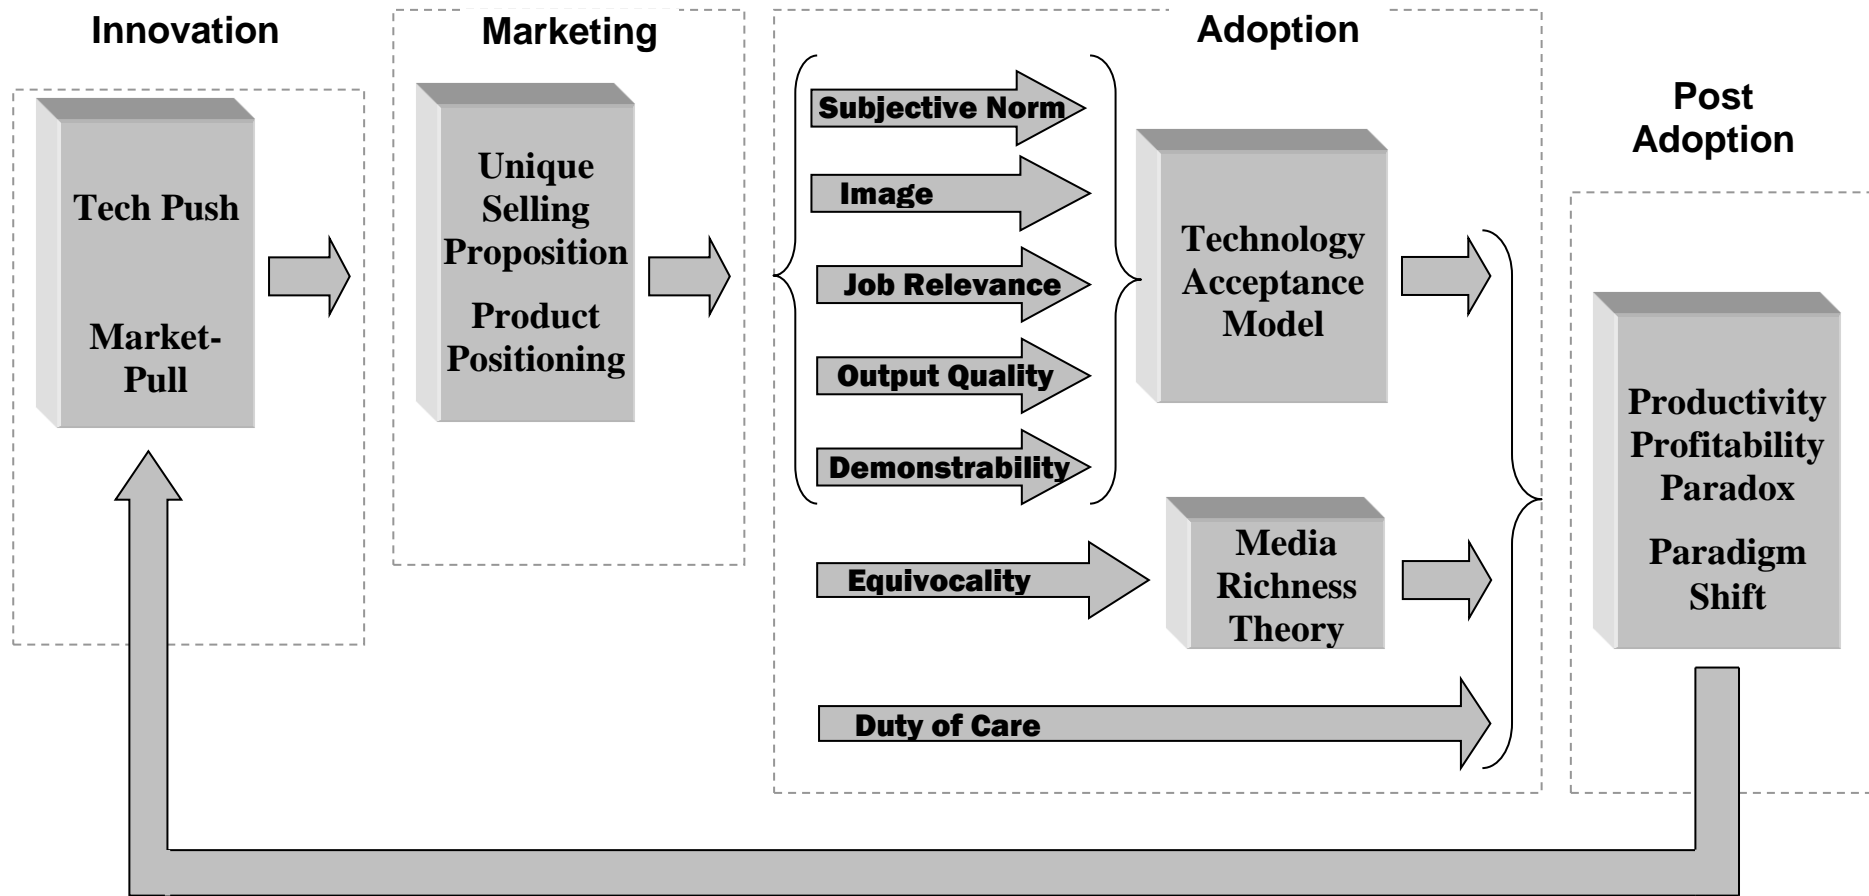 Innovation
Tech Push
Market-
Pull
Marketing
Unique
Selling
Proposition
Product
Positioning
Adoption
Subjective Norm
Image
Job Relevance
Output Quality
Demonstrability
Technology
Acceptance
Model
Equivocality
Media
Richness
Theory
Duty of Care
Post
Adoption
Productivity
Profitability
Paradox
Paradigm
Shift